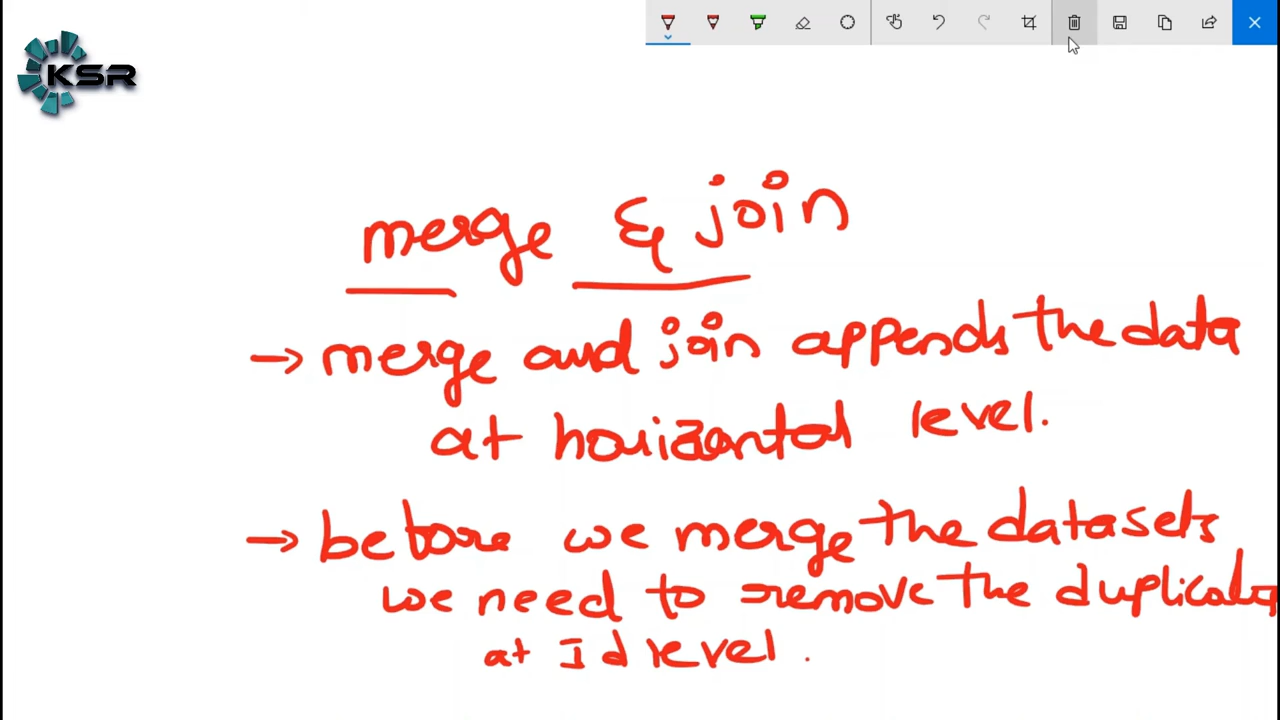 KSR
merge & join
→ merge and join appends the data
at horizontal level.
→ before we merge the datasets
we need to remove the duplicates
at Id level.